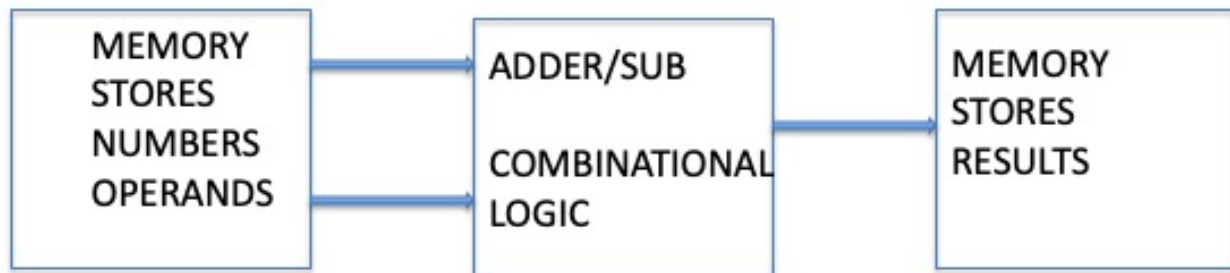 MEMORY
STORES
NUMBERS
OPERANDS
ADDER/SUB
COMBINATIONAL
LOGIC
MEMORY
STORES
RESULTS